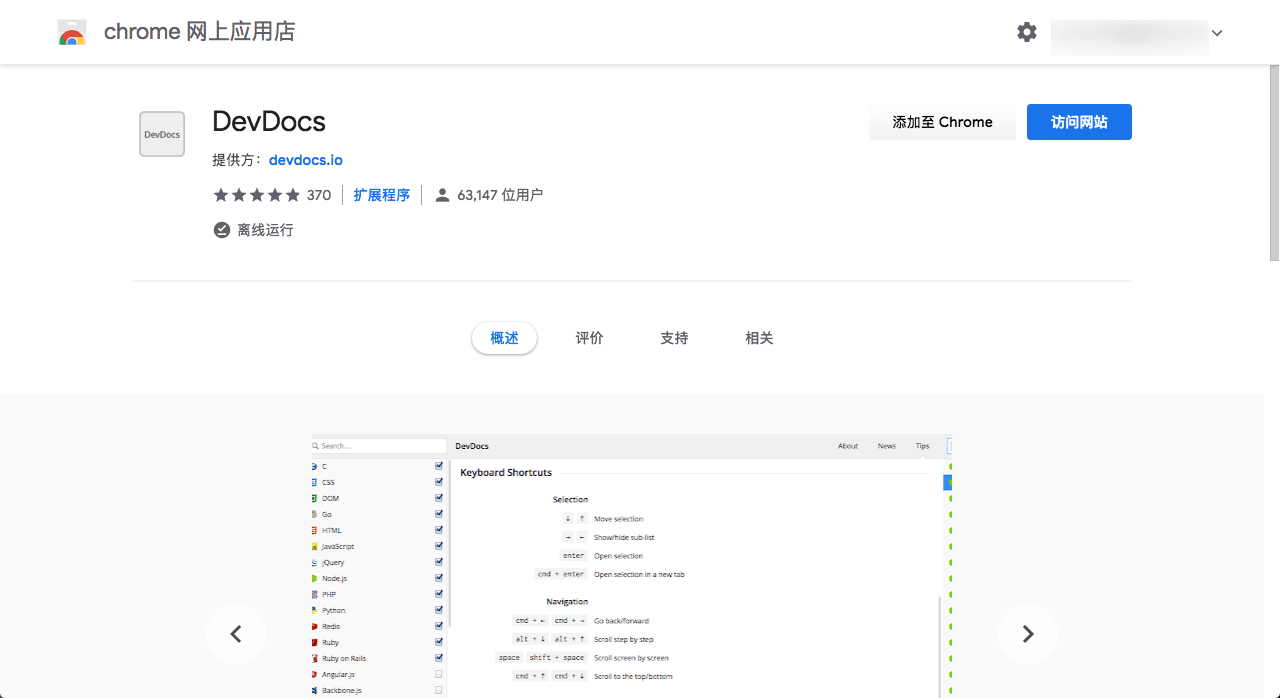 chrome 网上应用店
DevDocs
DevDocs
添加至 Chrome
访问网站
提供方： devdocs.io
370 扩展程序 63,147 位用户
离线运行
概述 评价 支持 相关
Search... DevDocs About News Tips
C
CSS
DOM
Go
HTML
JavaScript
jQuery
Node.js
PHP
Python
Redis
Ruby
Ruby on Rails
Angular.js
Backbone.js
Keyboard Shortcuts
Selection
↓ ↑ Move selection
→ ← Show/hide sub-list
enter Open selection
cmd + enter Open selection in a new tab
Navigation
cmd + ← cmd + → Go back/forward
alt + ↓ alt + ↑ Scroll step by step
space shift + space Scroll screen by screen
cmd + ↑ cmd + ↓ Scroll to the top/bottom